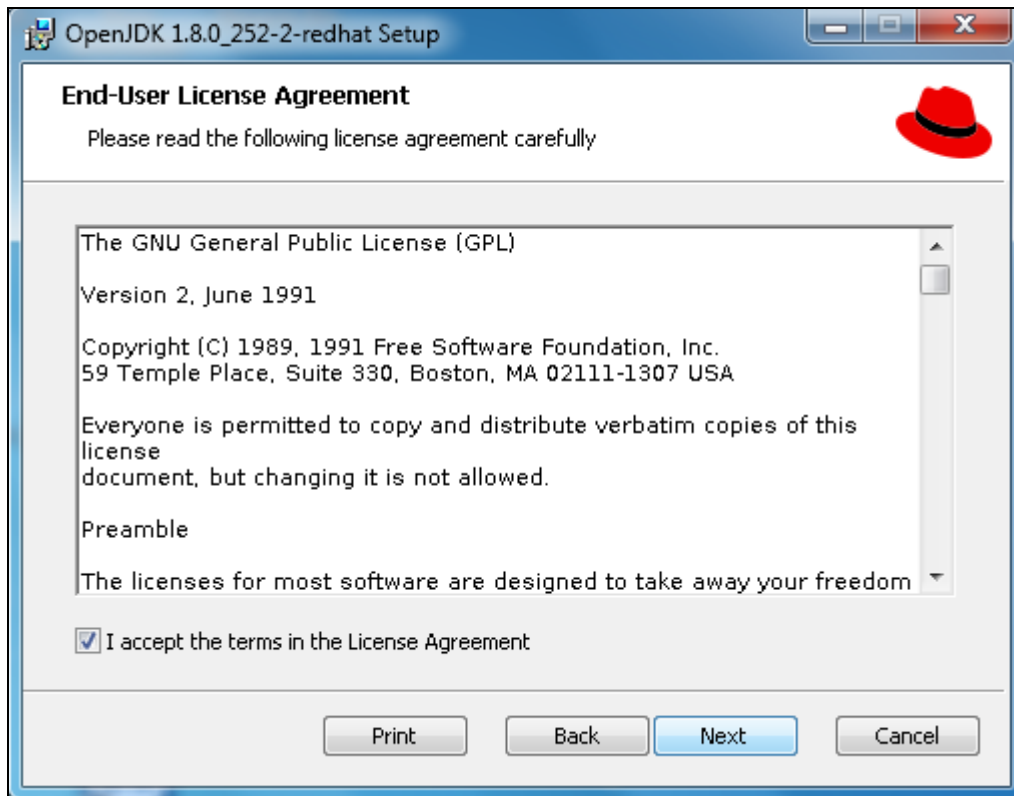 OpenJDK 1.8.0_252-2-redhat Setup
End-User License Agreement
Please read the following license agreement carefully
The GNU General Public License (GPL)
Version 2, June 1991
Copyright (C) 1989, 1991 Free Software Foundation, Inc.
59 Temple Place, Suite 330, Boston, MA 02111-1307 USA
Everyone is permitted to copy and distribute verbatim copies of this
license
document, but changing it is not allowed.
Preamble
The licenses for most software are designed to take away your freedom
I accept the terms in the License Agreement
Print Back Next Cancel